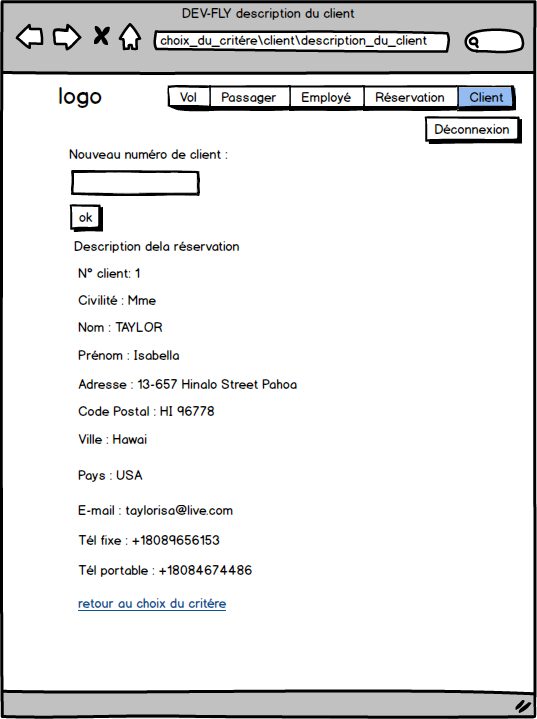 DEV-FLY description du client
choix_du_critére\client\description_du_client
logo
Vol Passager Employé Réservation Client
Déconnexion
Nouveau numéro de client :
ok
Description dela réservation
N° client: 1
Civilité : Mme
Nom : TAYLOR
Prénom : Isabella
Adresse : 13-657 Hinalo Street Pahoa
Code Postal : HI 96778
Ville : Hawai
Pays : USA
E-mail : taylorisa@live.com
Tél fixe : +18089656153
Tél portable : +18084674486
retour au choix du critére